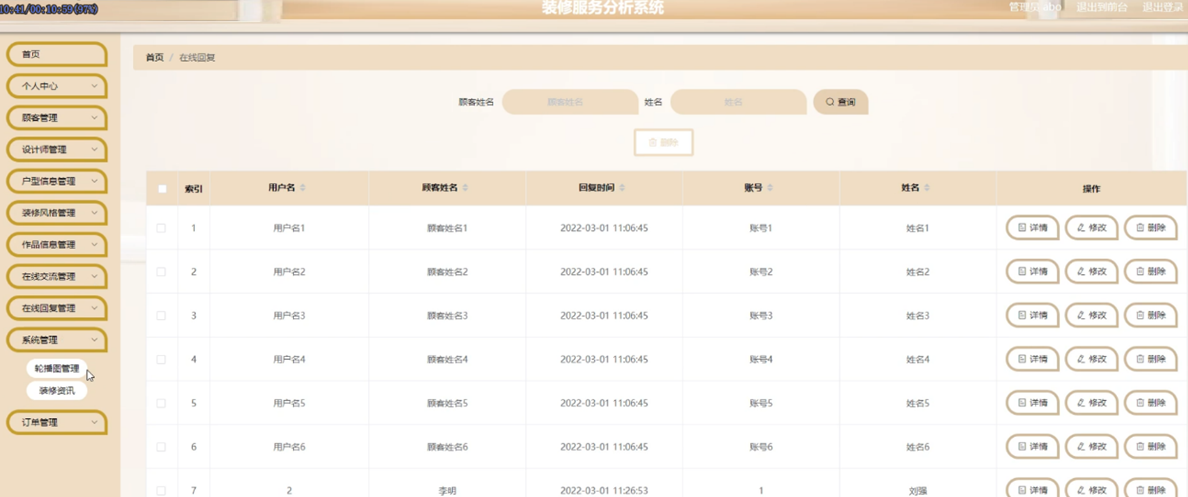 10:41/00:10:59(97%)
装修服务分析系统
管理员 abo 退出到前台 退出登录
首页
个人中心
顾客管理
设计师管理
户型信息管理
装修风格管理
作品信息管理
在线交流管理
在线回复管理
系统管理
轮播图管理
装修资讯
订单管理
首页 / 在线回复
顾客姓名 顾客姓名 姓名 姓名 查询
删除
索引 用户名 顾客姓名 回复时间 账号 姓名 操作
1 用户名1 顾客姓名1 2022-03-01 11:06:45 账号1 姓名1 详情 修改 删除
2 用户名2 顾客姓名2 2022-03-01 11:06:45 账号2 姓名2 详情 修改 删除
3 用户名3 顾客姓名3 2022-03-01 11:06:45 账号3 姓名3 详情 修改 删除
4 用户名4 顾客姓名4 2022-03-01 11:06:45 账号4 姓名4 详情 修改 删除
5 用户名5 顾客姓名5 2022-03-01 11:06:45 账号5 姓名5 详情 修改 删除
6 用户名6 顾客姓名6 2022-03-01 11:06:45 账号6 姓名6 详情 修改 删除
7 2 李明 2022-03-01 11:26:53 1 刘强 详情 修改 删除